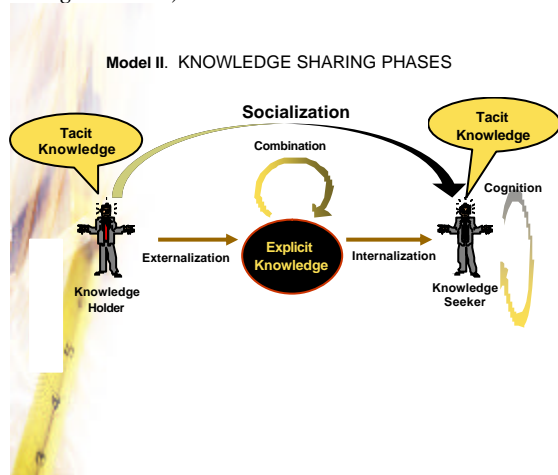 Model II. KNOWLEDGE SHARING PHASES
Socialization
Tacit
Knowledge
Tacit
Knowledge
Combination
Cognition
Explicit
Knowledge
Externalization
Internalization
Knowledge
Holder
Knowledge
Seeker